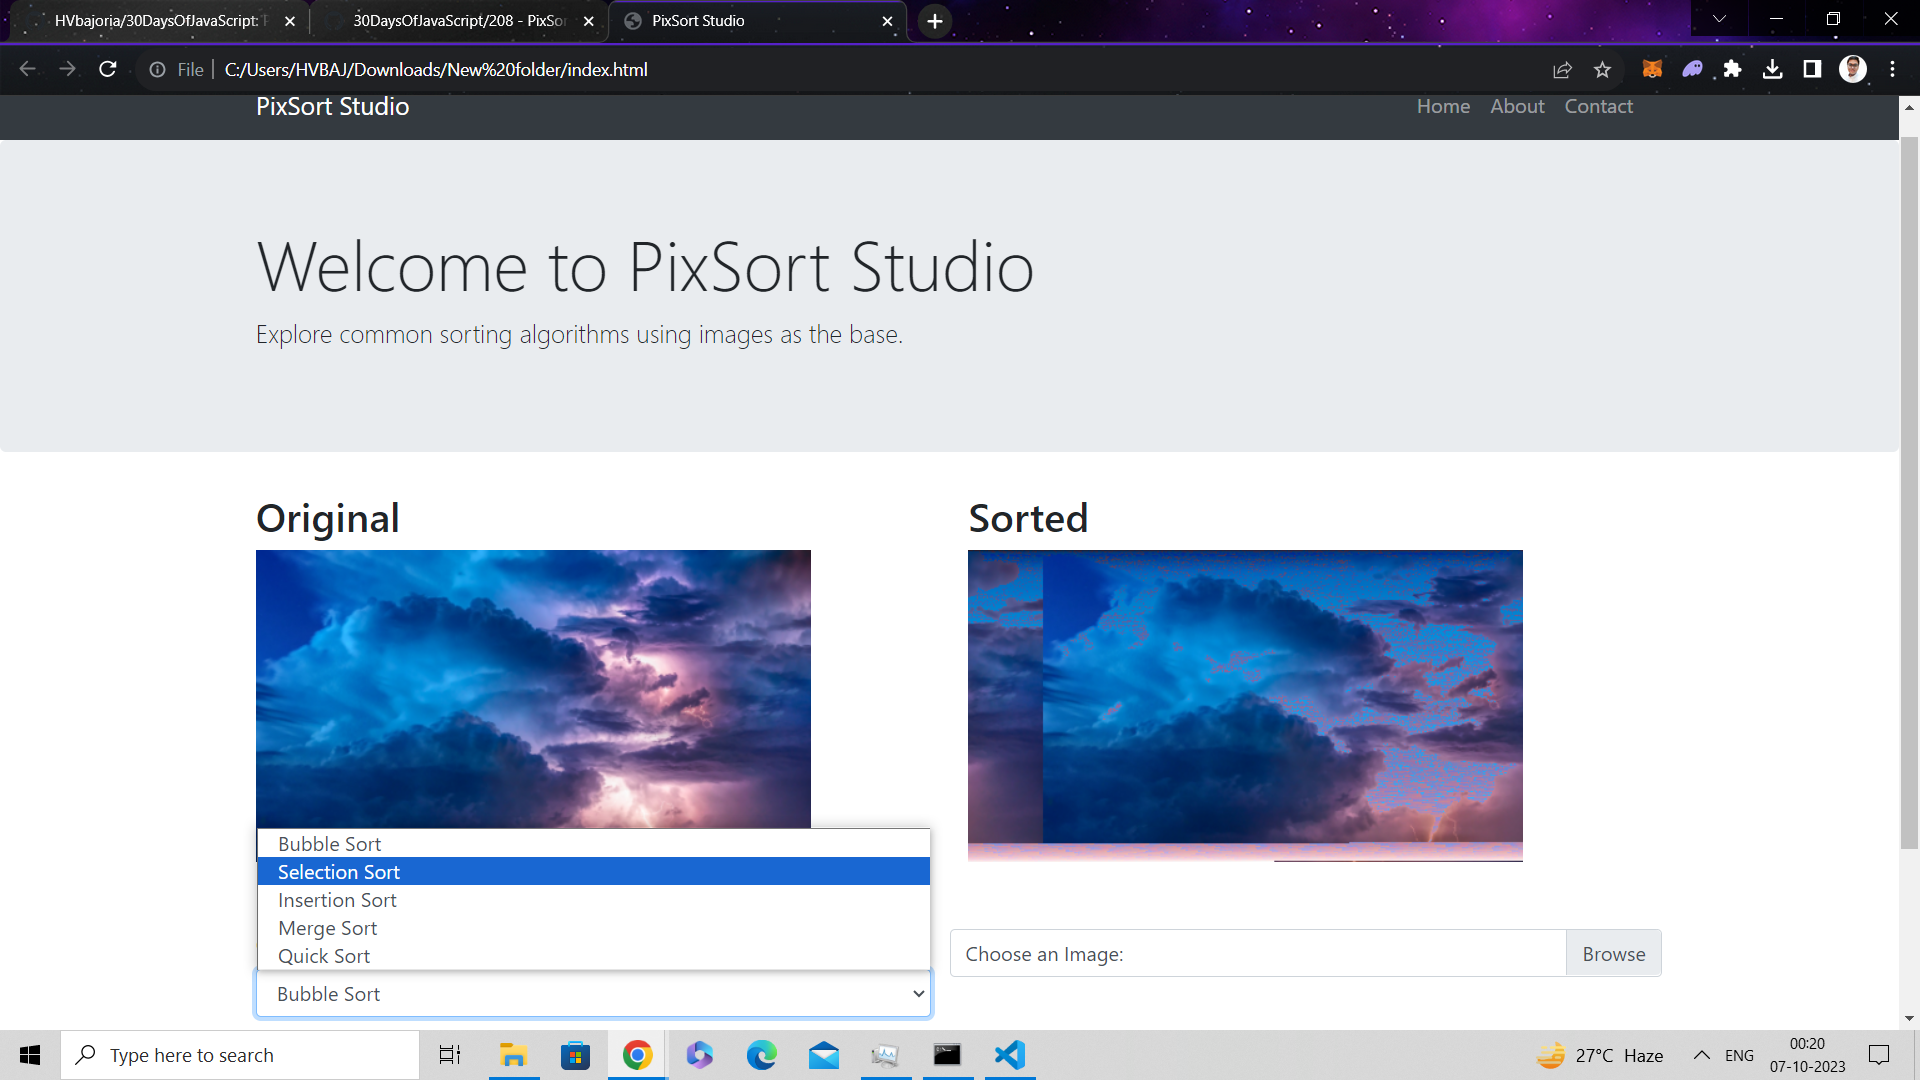 HVbajoria/30DaysOfJavaScript:
30DaysOfJavaScript/208 - PixSor
PixSort Studio
File
C:/Users/HVBAJ/Downloads/New%20folder/index.html
PixSort Studio
Home About Contact
Welcome to PixSort Studio
Explore common sorting algorithms using images as the base.
Original
Sorted
Bubble Sort
Selection Sort
Insertion Sort
Merge Sort
Quick Sort
Bubble Sort
Choose an Image:
Browse
Type here to search
27°C Haze
ENG
00:20
07-10-2023